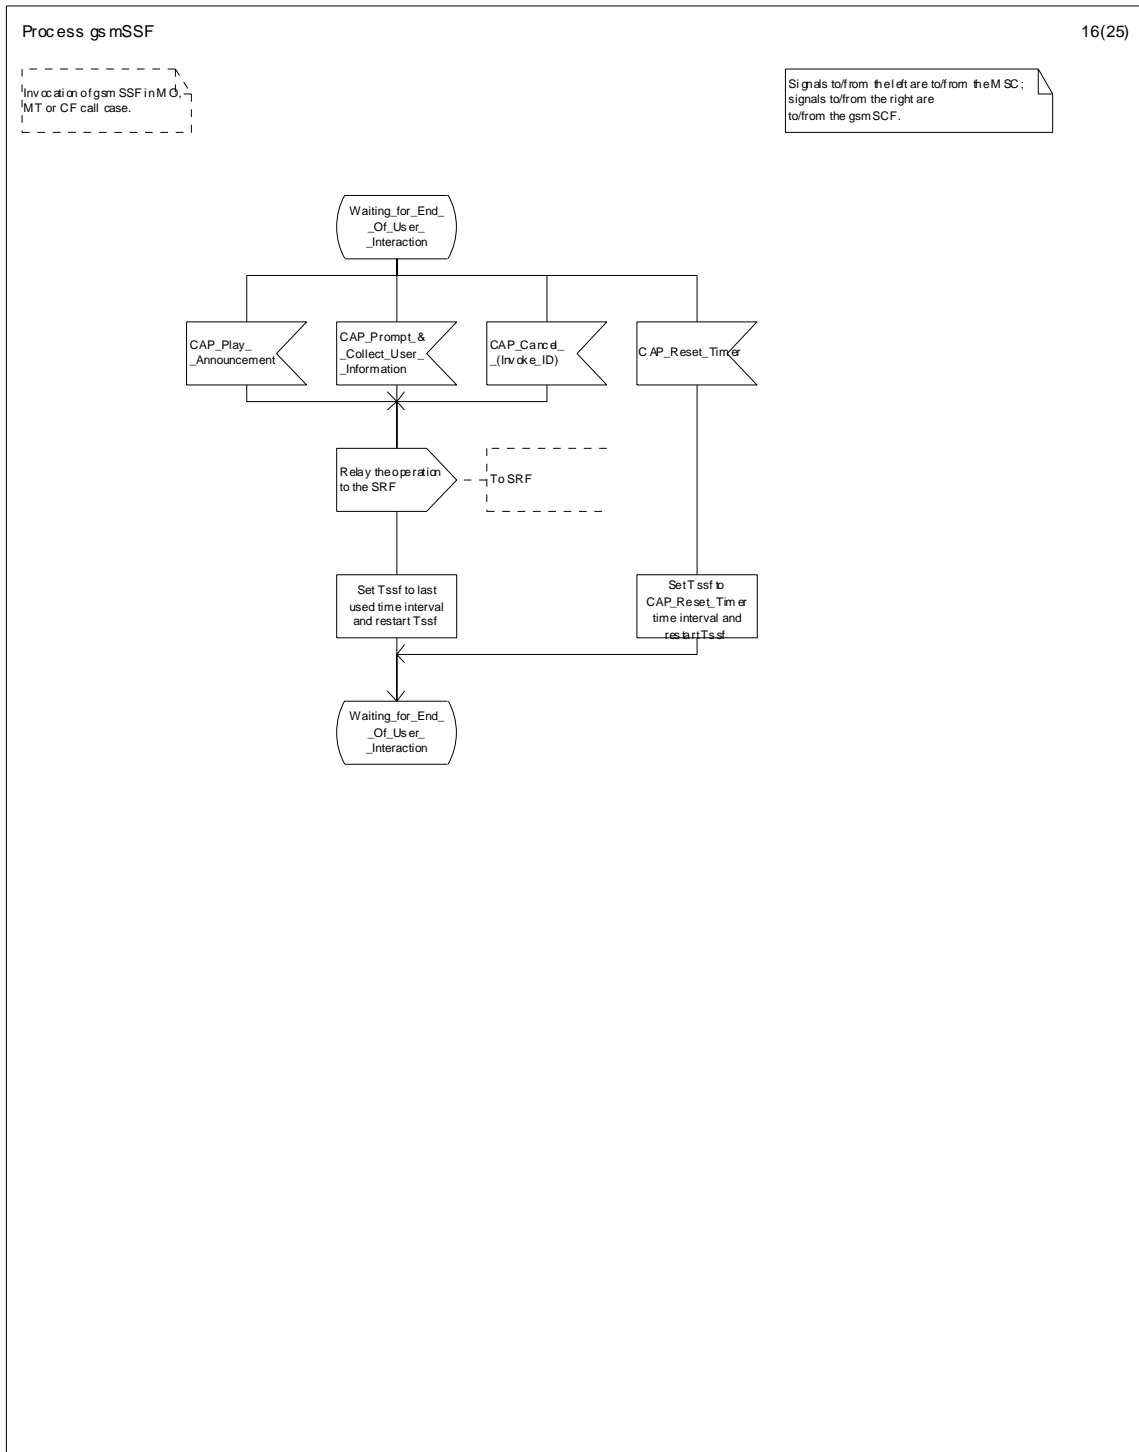 Process gsmSSF
16(25)
Invocation of gsmSSF in MO,
MT or CF call case.
Signals to/from the left are to/from the MSC;
signals to/from the right are
to/from the gsmSCF.
Waiting_for_End_
_Of_User_
_Interaction
CAP_Play_
_Announcement
CAP_Prompt_&
_Collect_User_
_Information
CAP_Cancel_
_(Invoke_ID)
CAP_Reset_Timer
Relay the operation
to the SRF
To SRF
Set Tssf to last
used time interval
and restart Tssf
Set Tssf to
CAP_Reset_Timer
time interval and
restart Tssf
Waiting_for_End_
_Of_User_
_Interaction